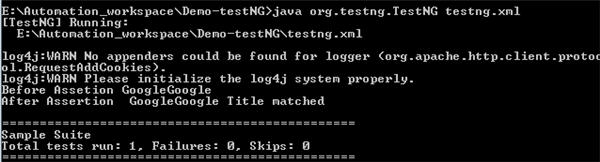 E:\Automation_workspace\Demo-testNG>java org.testng.TestNG testng.xml
[TestNG] Running:
  E:\Automation_workspace\Demo-testNG\testng.xml

log4j:WARN No appenders could be found for logger (org.apache.http.client.protoc
ol.RequestAddCookies).
log4j:WARN Please initialize the log4j system properly.
Before Assetion GoogleGoogle
After Assertion  GoogleGoogle Title matched

===============================================
Sample Suite
Total tests run: 1, Failures: 0, Skips: 0
===============================================